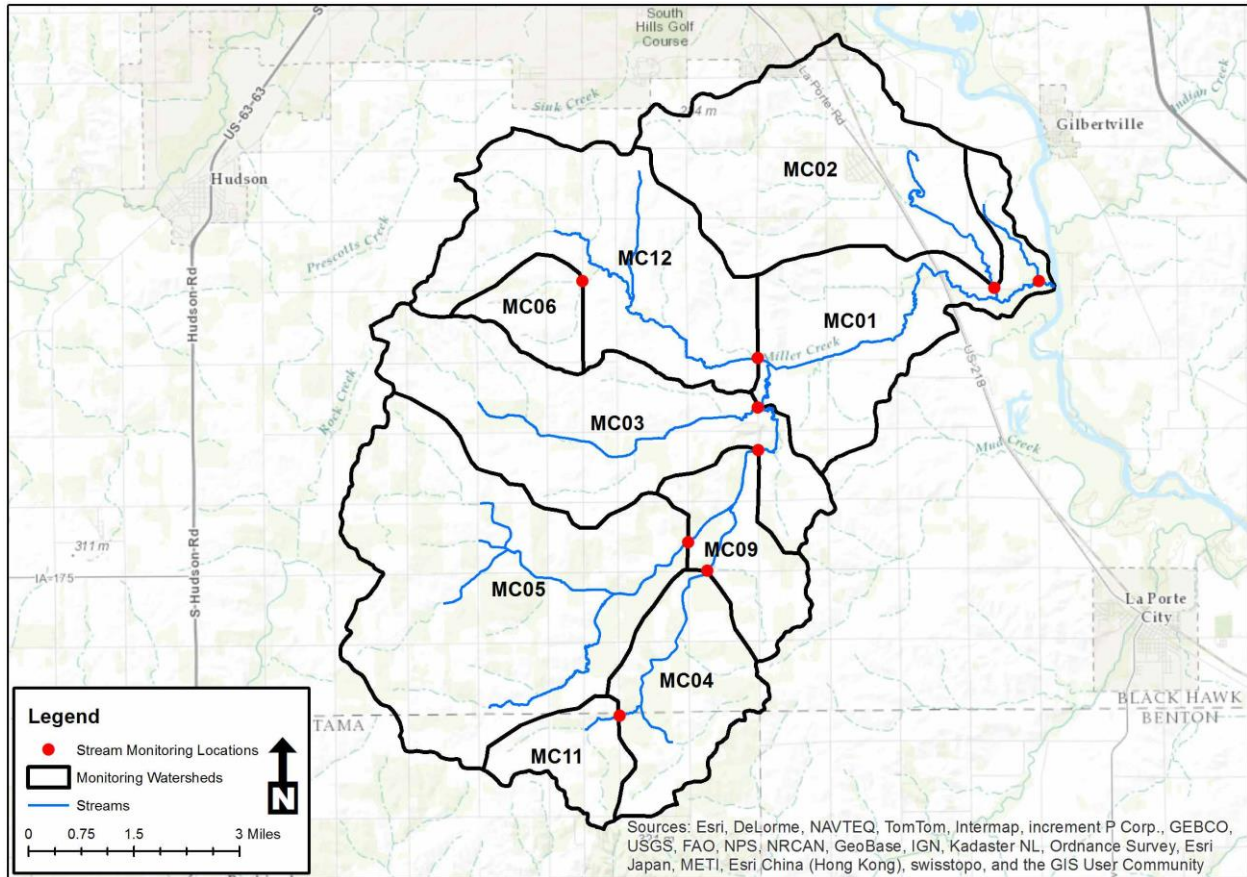 South
Hills Golf
Course
US-63-63
Sink Creek
La Porte-Rd
Indian Creek
Gilbertville
Hudson
MC02
Prescotts Creek
MC12
MC06
MC01
Hudson-Rd
Miller Creek
US-218
Rock Creek
MC03
Mud Creek
311 m
MC09
IA-175
MC05
S-Hudson-Rd
La Porte
City
MC04
BLACK HAWK
BENTON
TAMA
MC11
Legend
Stream Monitoring Locations
Monitoring Watersheds
Streams
N
0 0.75 1.5 3 Miles
Sources: Esri, DeLorme, NAVTEQ, TomTom, Intermap, increment P Corp., GEBCO,
USGS, FAO, NPS, NRCAN, GeoBase, IGN, Kadaster NL, Ordnance Survey, Esri
Japan, METI, Esri China (Hong Kong), swisstopo, and the GIS User Community